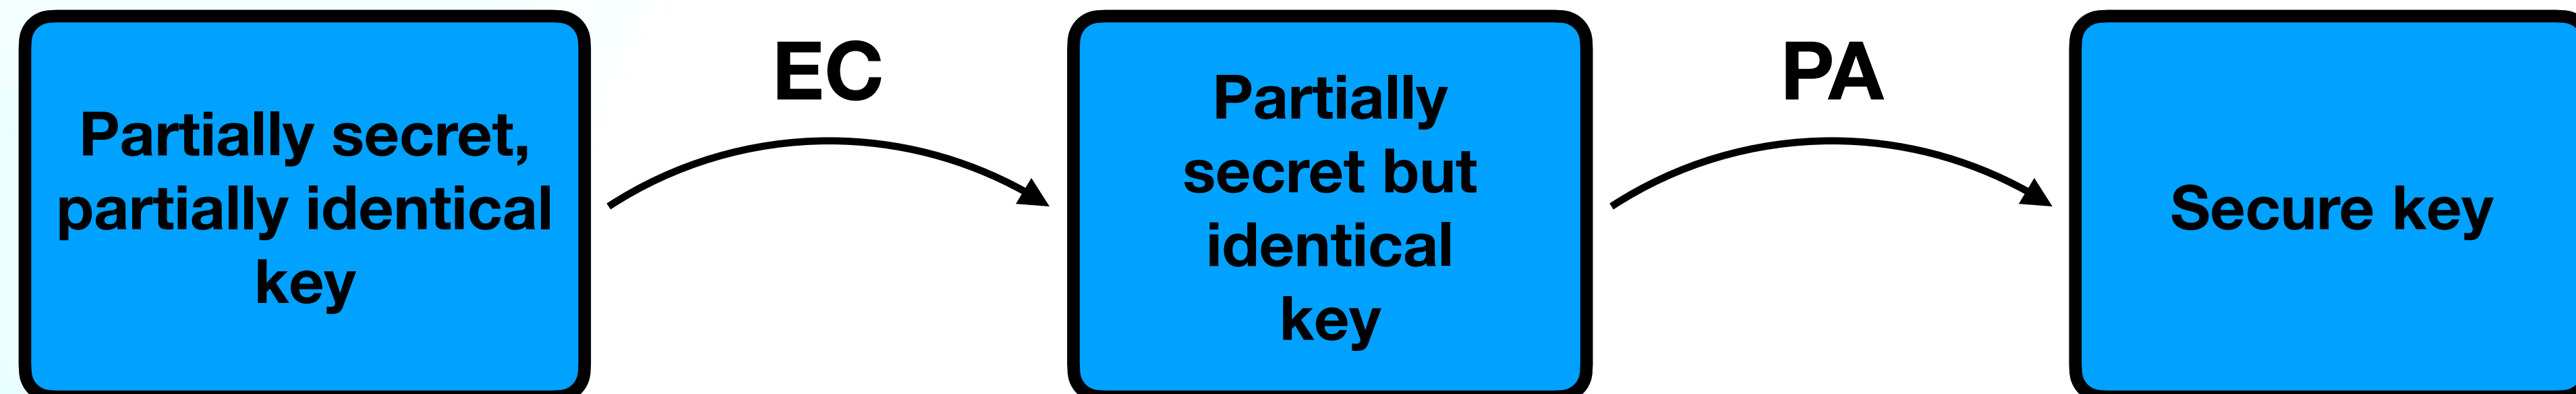 Partially secret,
partially identical
key
EC
Partially
secret but
identical
key
PA
Secure key